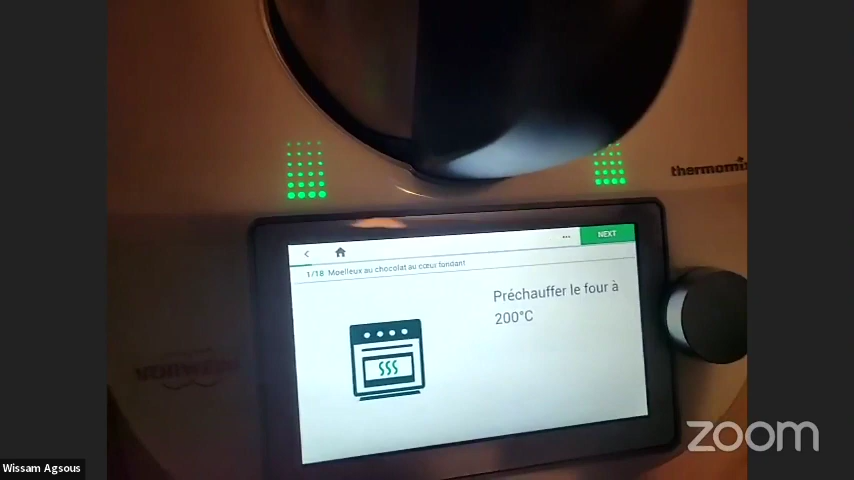 thermomix
NEXT
1/18 Moelleux au chocolat au cœur fondant
Préchauffer le four à
200°C
zoom
Wissam Agsous